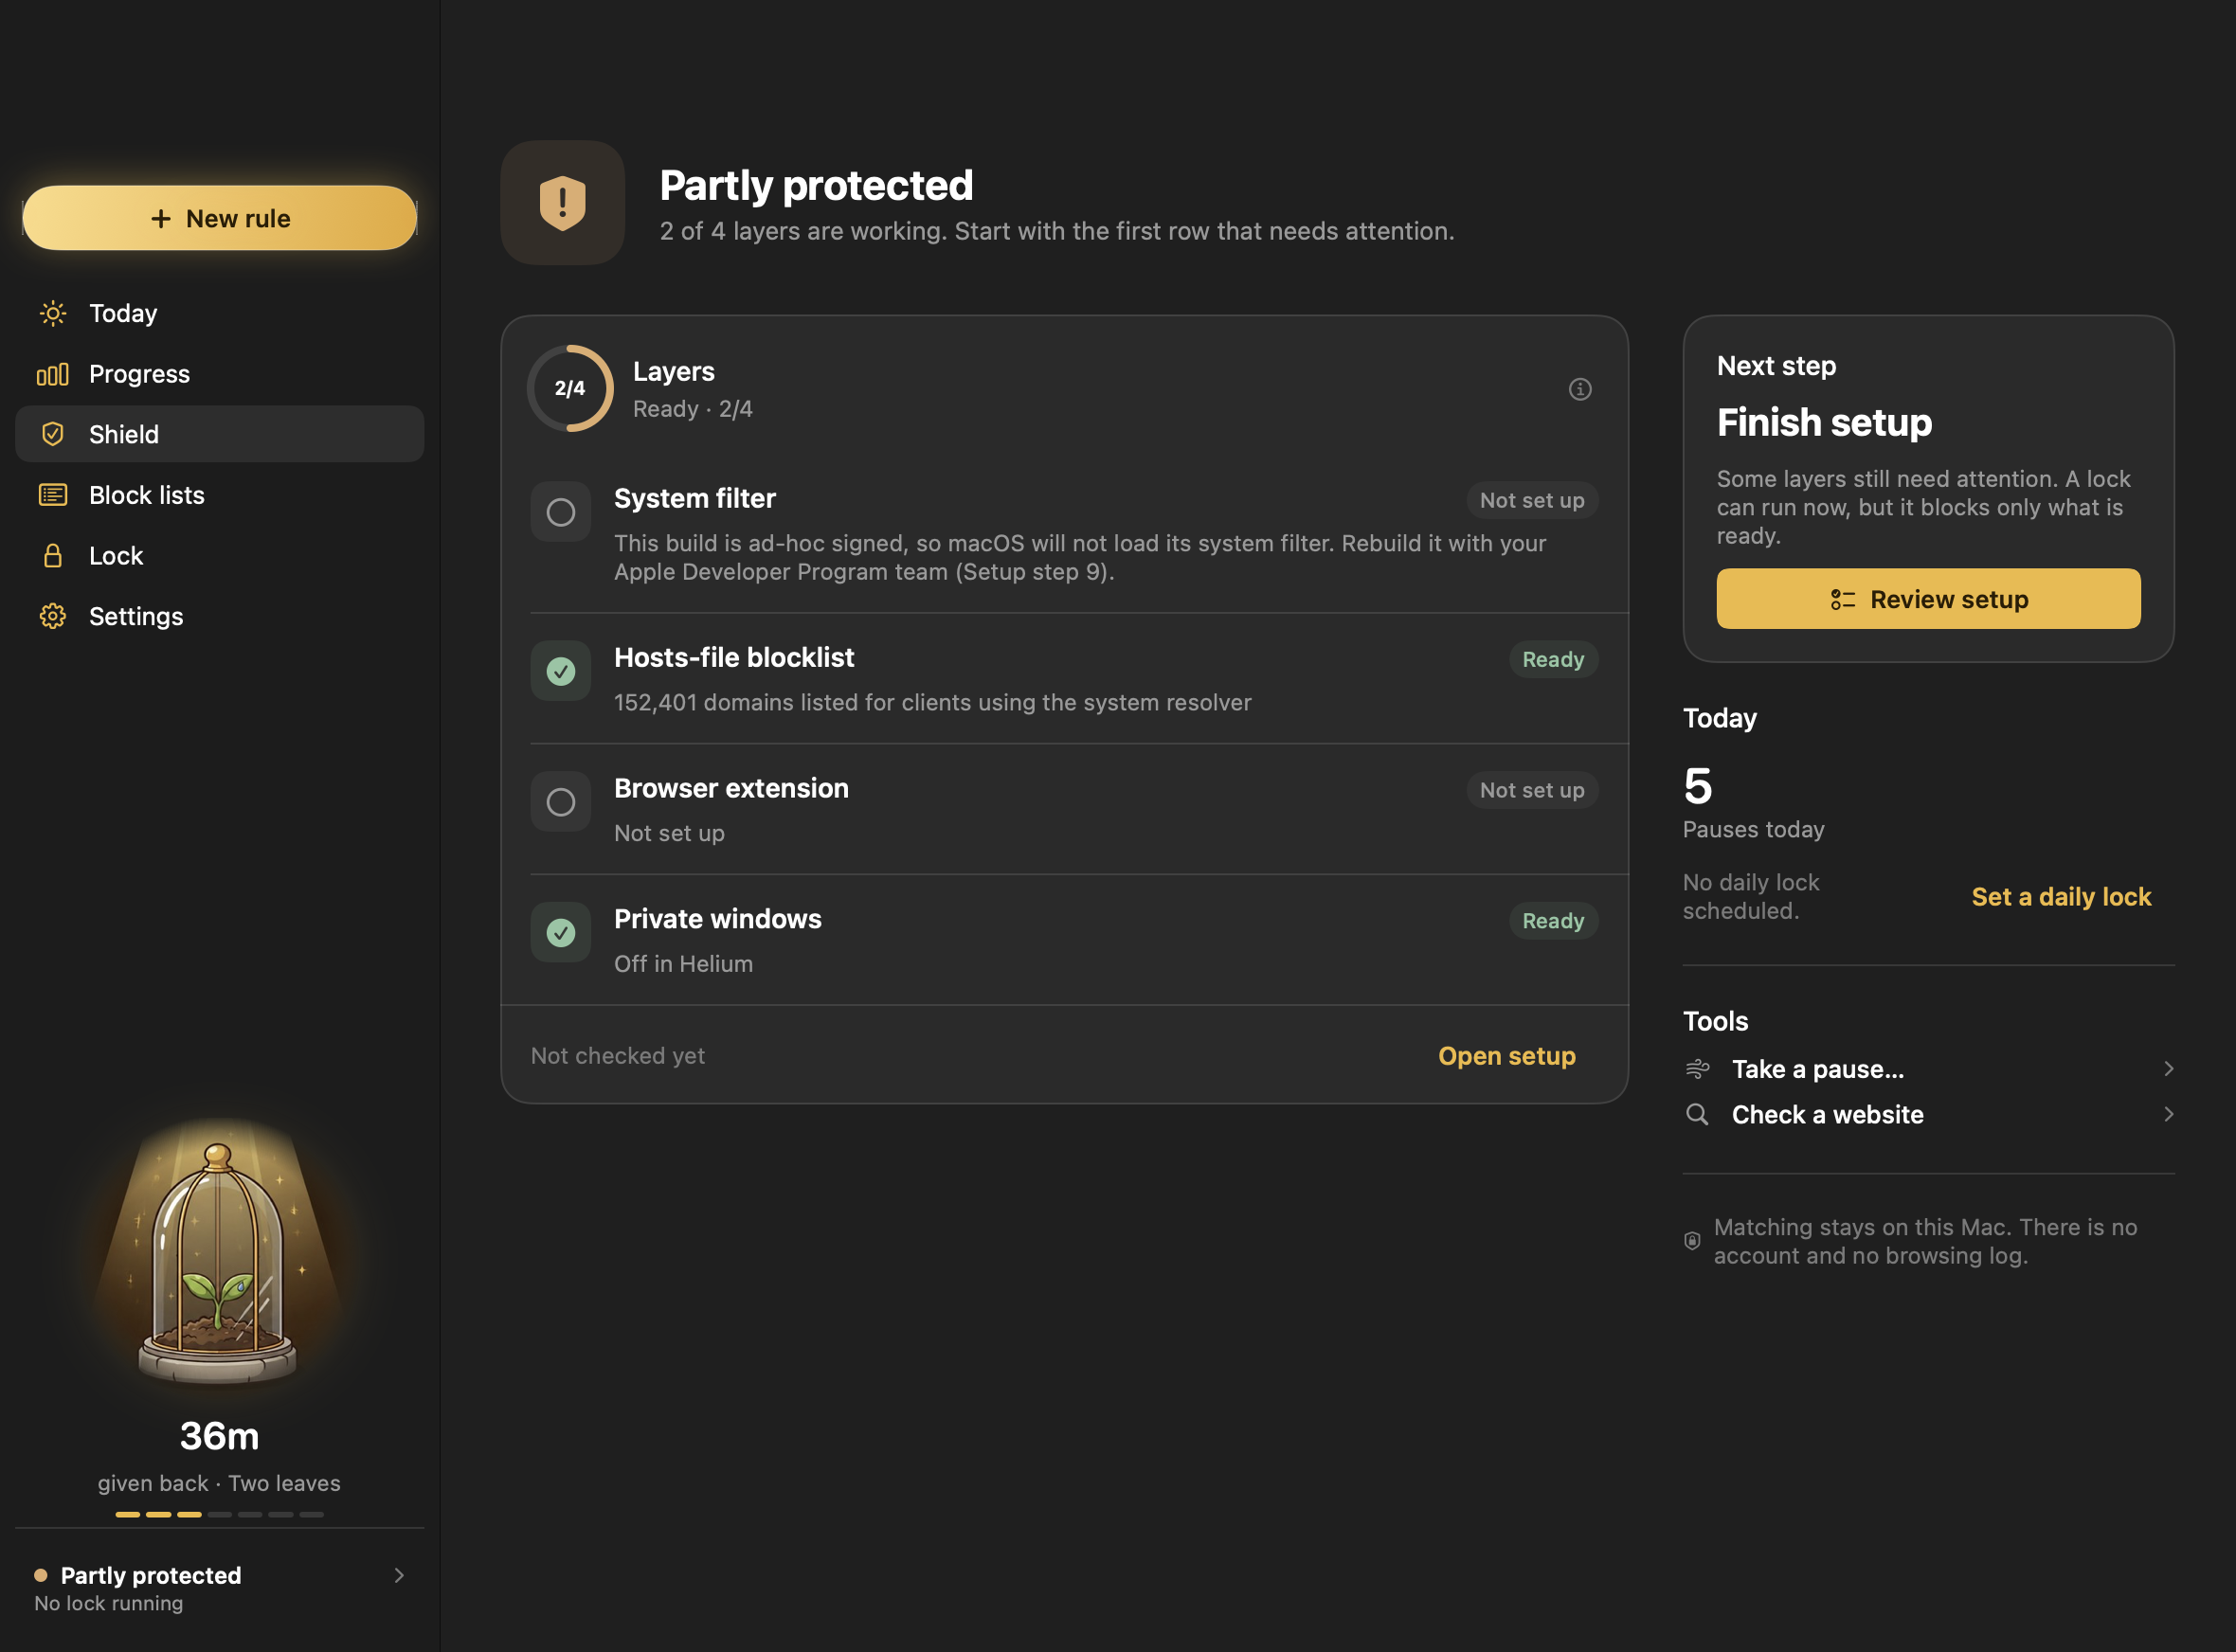 New rule
Today
Progress
Shield
Block lists
Lock
Settings
36m
given back · Two leaves
Partly protected
No lock running
Partly protected
2 of 4 layers are working. Start with the first row that needs attention.
2/4
Layers
Ready · 2/4
System filter
Not set up
This build is ad-hoc signed, so macOS will not load its system filter. Rebuild it with your
Apple Developer Program team (Setup step 9).
Hosts-file blocklist
Ready
152,401 domains listed for clients using the system resolver
Browser extension
Not set up
Not set up
Private windows
Ready
Off in Helium
Not checked yet
Open setup
Next step
Finish setup
Some layers still need attention. A lock
can run now, but it blocks only what is
ready.
Review setup
Today
5
Pauses today
No daily lock
scheduled.
Set a daily lock
Tools
Take a pause...
Check a website
Matching stays on this Mac. There is no
account and no browsing log.